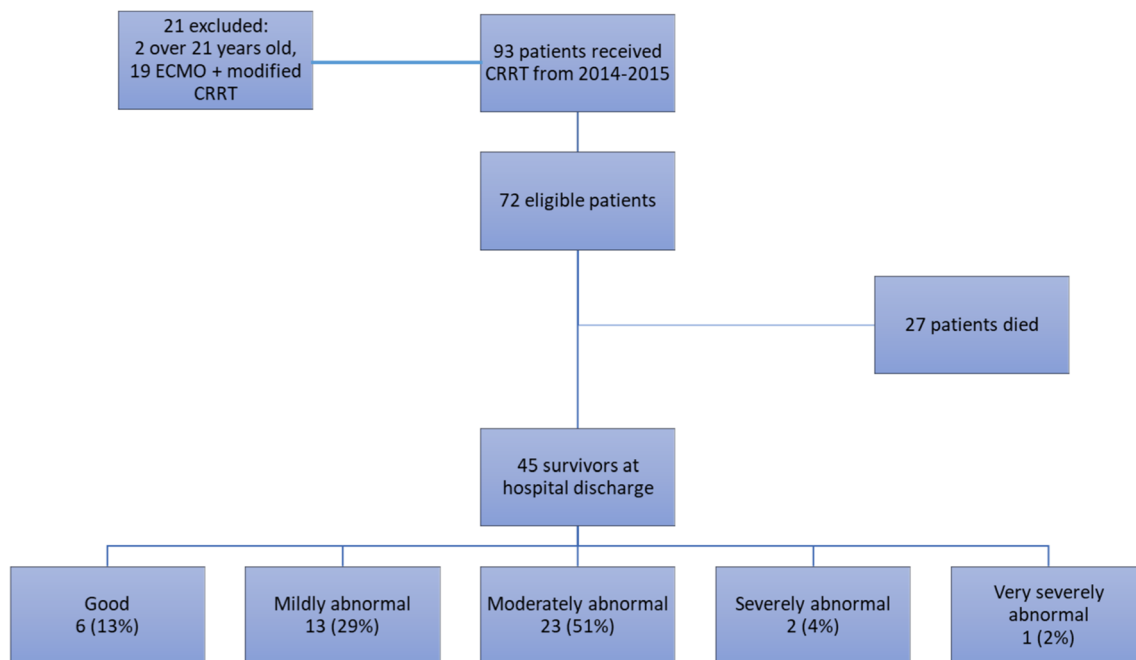 21 excluded:
2 over 21 years old,
19 ECMO + modified
CRRT
93 patients received
CRRT from 2014-2015
72 eligible patients
27 patients died
45 survivors at
hospital discharge
Good
6 (13%)
Mildly abnormal
13 (29%)
Moderately abnormal
23 (51%)
Severely abnormal
2 (4%)
Very severely
abnormal
1 (2%)